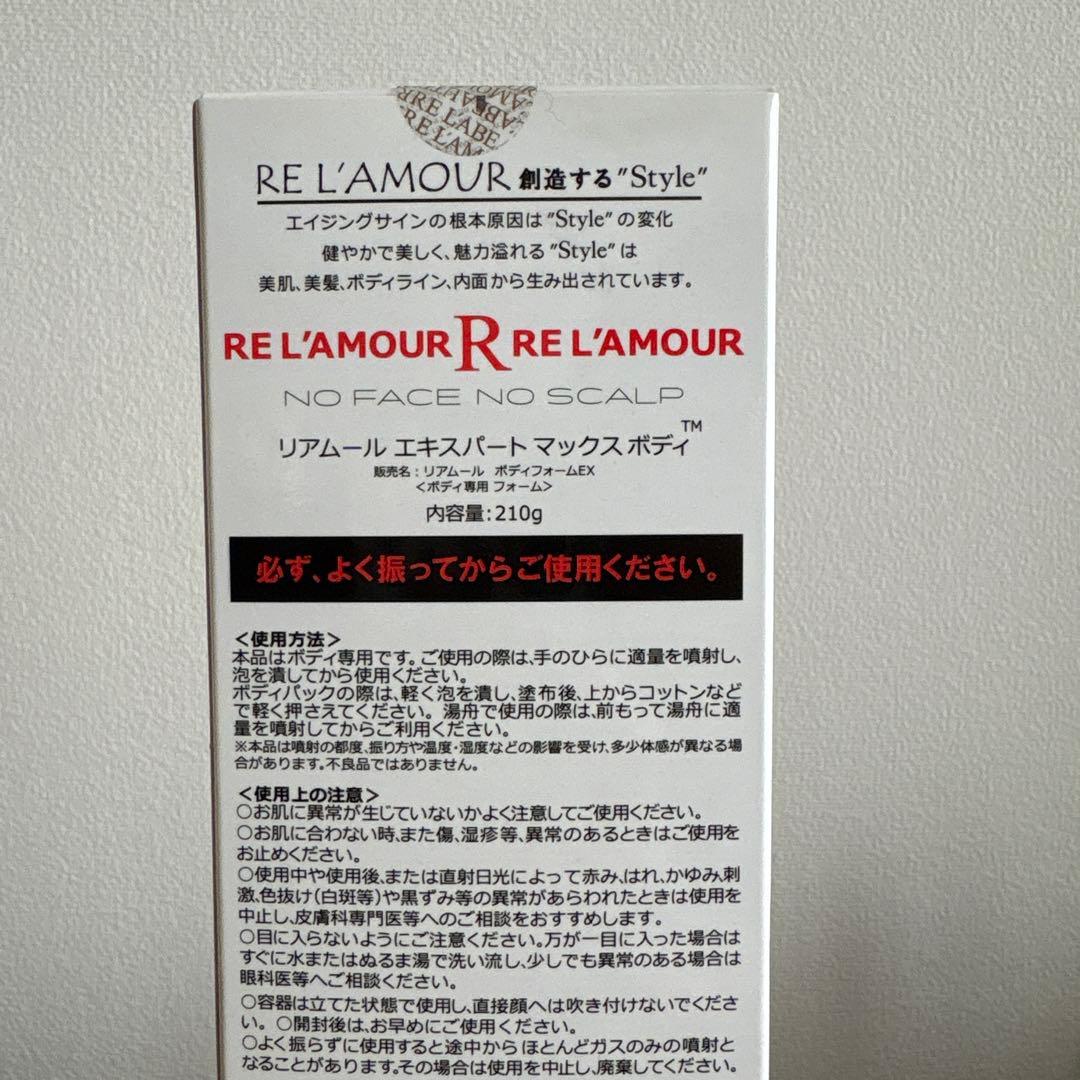 RE L'ABE
RE L'AM
RE L'AMOUR 創造する"Style"
エイジングサインの根本原因は"Style"の変化
健やかで美しく、魅力溢れる"Style"は
美肌、美髪、ボディライン、内面から生み出されています。
RE L'AMOUR R RE L'AMOUR
NO FACE NO SCALP
リアムール エキスパート マックス ボディ™
販売名：リアムール ボディフォームEX
＜ボディ専用 フォーム＞
内容量：210g
必ず、よく振ってからご使用ください。
＜使用方法＞
本品はボディ専用です。ご使用の際は、手のひらに適量を噴射し、
泡を潰してから使用ください。
ボディパックの際は、軽く泡を潰し、塗布後、上からコットンなど
で軽く押さえてください。湯舟で使用の際は、前もって湯舟に適
量を噴射してからご利用ください。
※本品は噴射の都度、振り方や温度・湿度などの影響を受け、多少体感が異なる場
合があります。不良品ではありません。
＜使用上の注意＞
○お肌に異常が生じていないかよく注意してご使用ください。
○お肌に合わない時、また傷、湿疹等、異常のあるときはご使用を
お止めください。
○使用中や使用後、または直射日光によって赤み、はれ、かゆみ、刺
激、色抜け（白斑等）や黒ずみ等の異常があらわれたときは使用を
中止し、皮膚科専門医等へのご相談をおすすめします。
○目に入らないようにご注意ください。万が一目に入った場合は
すぐに水またはぬるま湯で洗い流し、少しでも異常のある場合は
眼科医等へご相談ください。
○容器は立てた状態で使用し、直接顔へは吹き付けないでくださ
い。○開封後は、お早めにご使用ください。
○よく振らずに使用すると途中からほとんどガスのみの噴射と
なることがあります。その場合は使用を中止し、廃棄してください。